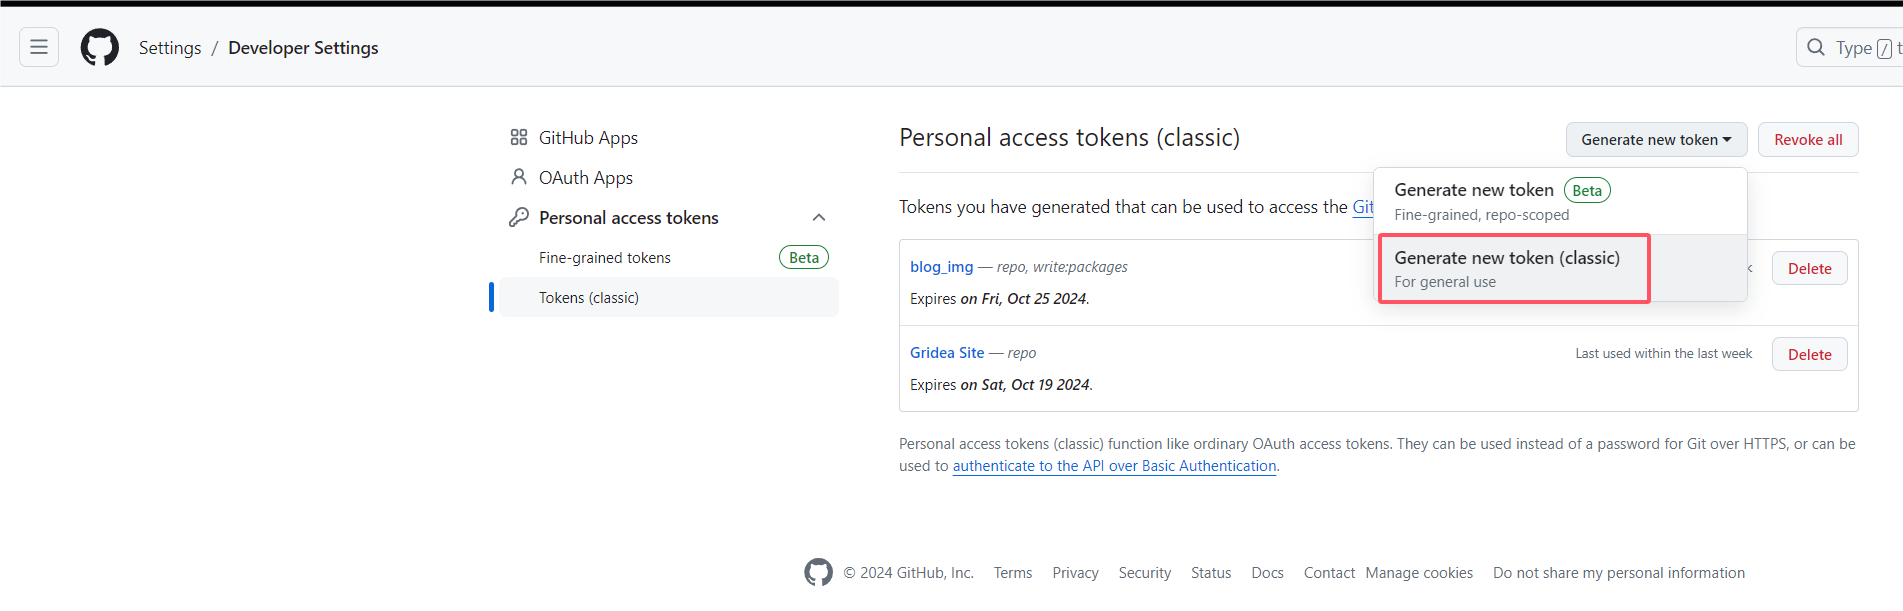 Settings / Developer Settings
Type / t
GitHub Apps
OAuth Apps
Personal access tokens
Fine-grained tokens Beta
Tokens (classic)
Personal access tokens (classic)
Generate new token
Revoke all
Generate new token Beta
Fine-grained, repo-scoped
Generate new token (classic)
For general use
Tokens you have generated that can be used to access the Git
blog_img — repo, write:packages
k
Delete
Expires on Fri, Oct 25 2024.
Gridea Site — repo
Last used within the last week
Delete
Expires on Sat, Oct 19 2024.
Personal access tokens (classic) function like ordinary OAuth access tokens. They can be used instead of a password for Git over HTTPS, or can be
used to authenticate to the API over Basic Authentication.
© 2024 GitHub, Inc. Terms Privacy Security Status Docs Contact Manage cookies Do not share my personal information